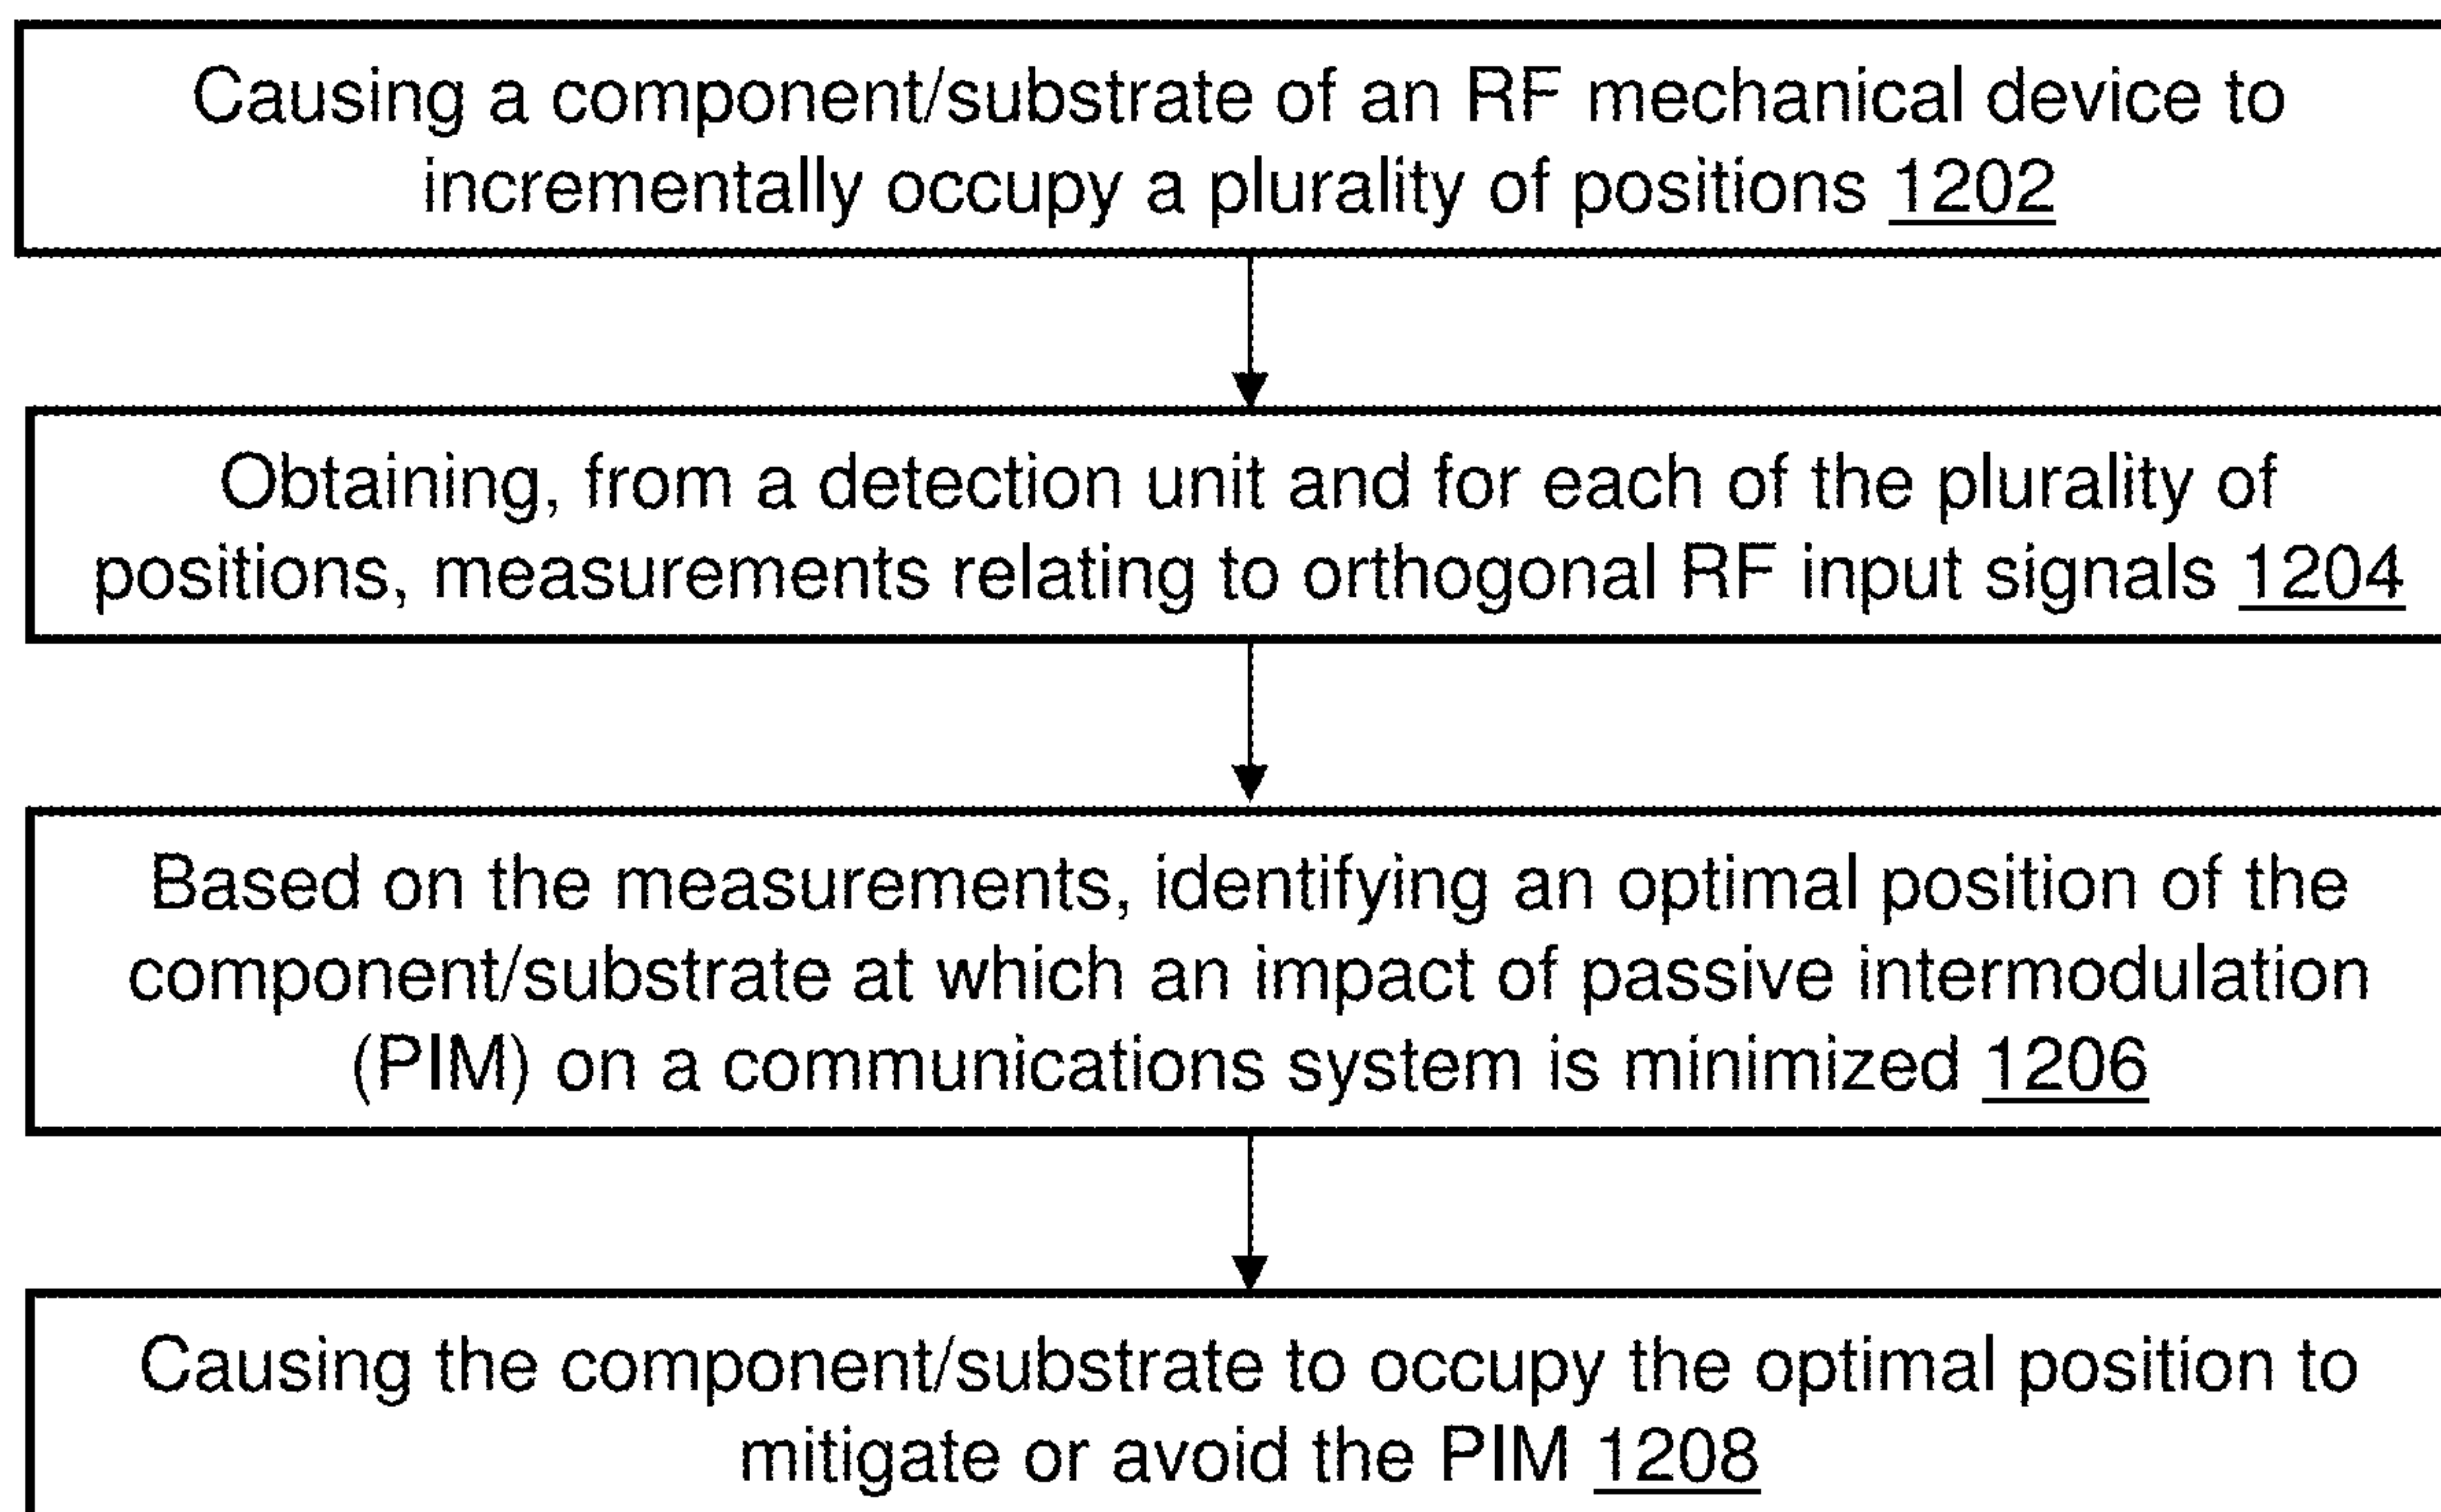 Causing a component/substrate of an RF mechanical device to
incrementally occupy a plurality of positions 1202
Obtaining, from a detection unit and for each of the plurality of
positions, measurements relating to orthogonal RF input signals 1204
Based on the measurements, identifying an optimal position of the
component/substrate at which an impact of passive intermodulation
(PIM) on a communications system is minimized 1206
Causing the component/substrate to occupy the optimal position to
mitigate or avoid the PIM 1208